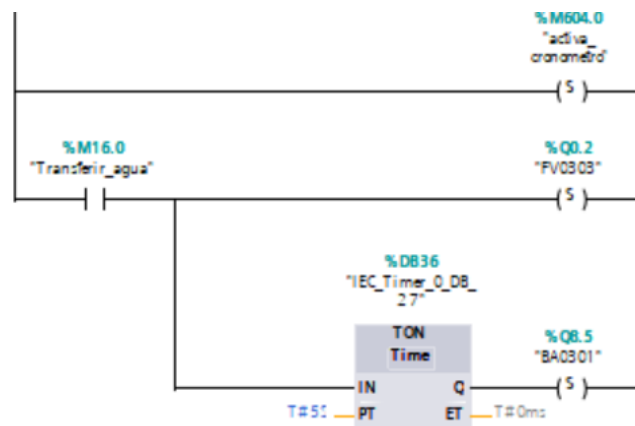 %M604.0
"activa_
cronometro"
( S )
%M16.0
"Transferir_agua"
%Q0.2
"FV0303"
( S )
%DB36
"IEC_Timer_0_DB_
27"
TON
Time
%Q8.5
"BA0301"
IN Q ( S )
PT ET T#0ms